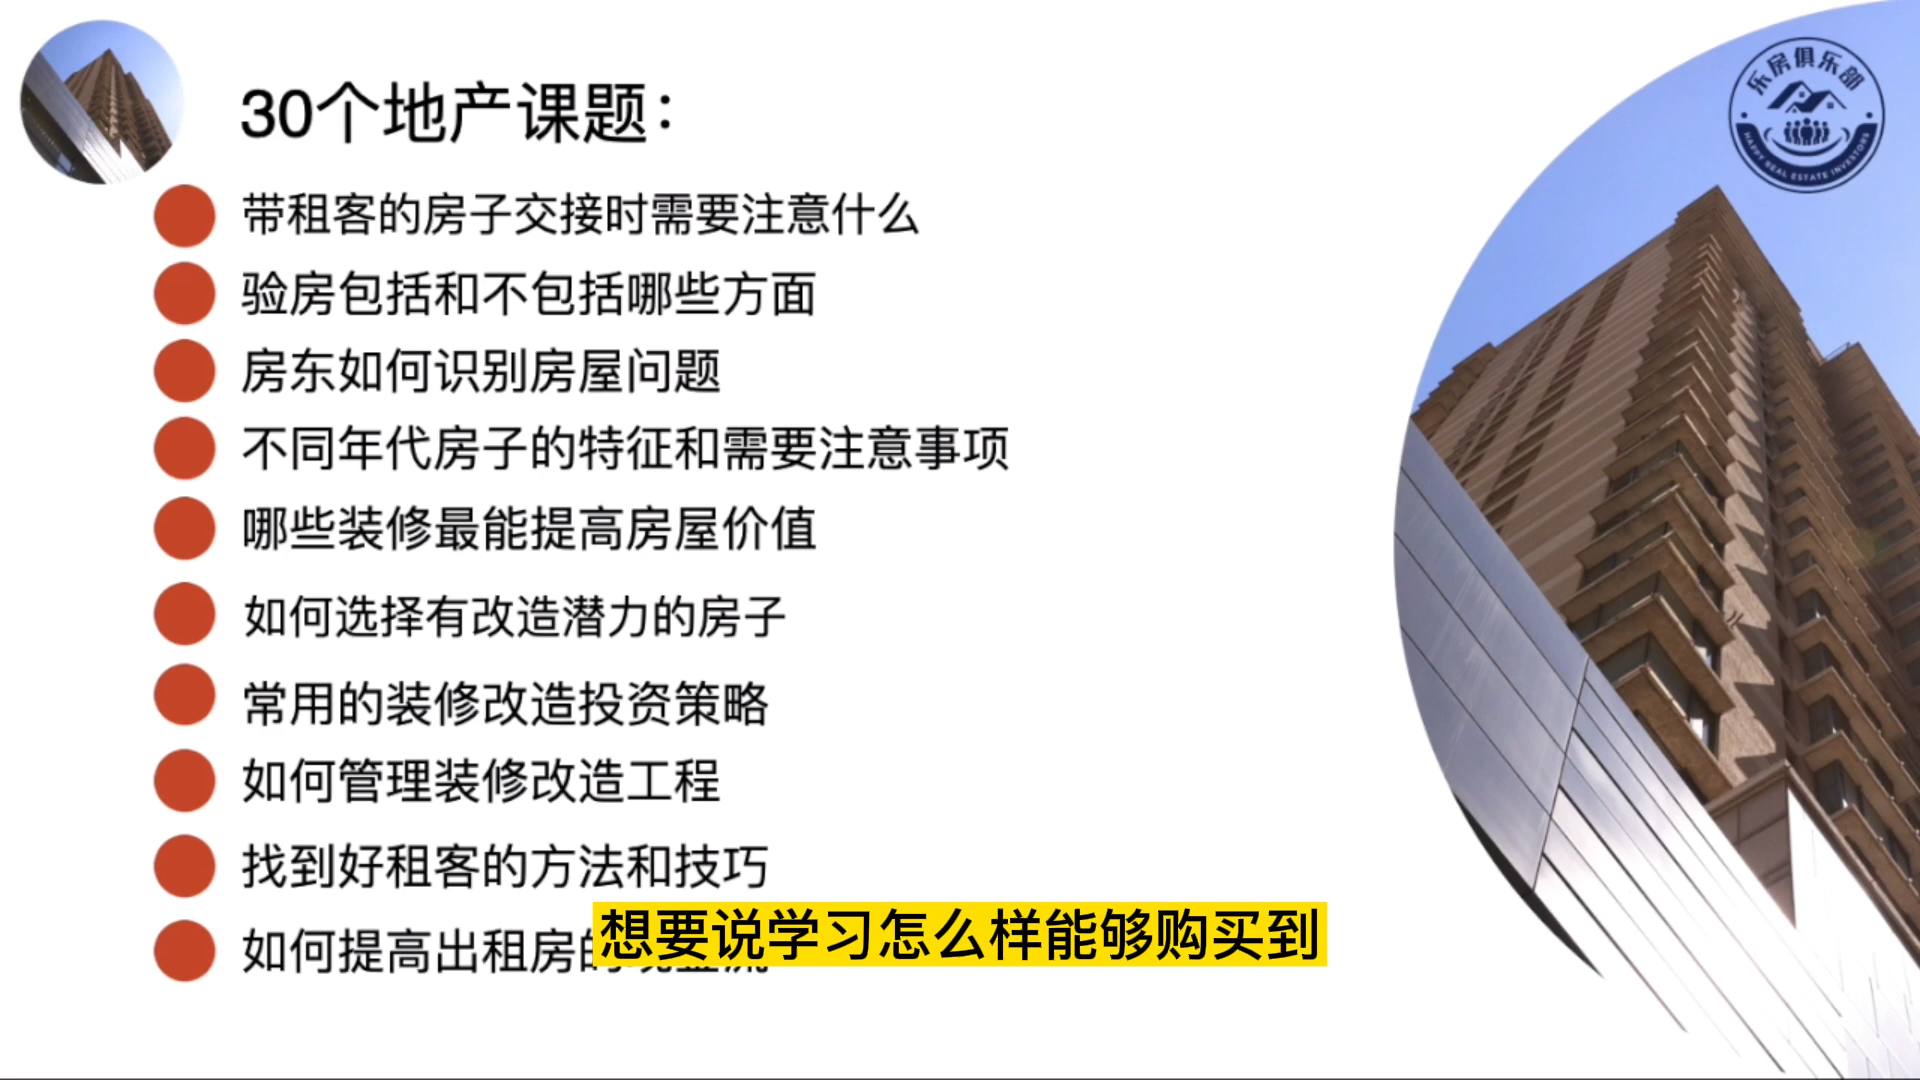 乐房俱乐部
HAPPY REAL ESTATE INVESTORS
30个地产课题：
带租客的房子交接时需要注意什么
验房包括和不包括哪些方面
房东如何识别房屋问题
不同年代房子的特征和需要注意事项
哪些装修最能提高房屋价值
如何选择有改造潜力的房子
常用的装修改造投资策略
如何管理装修改造工程
找到好租客的方法和技巧
如何提高出租房的
想要说学习怎么样能够购买到